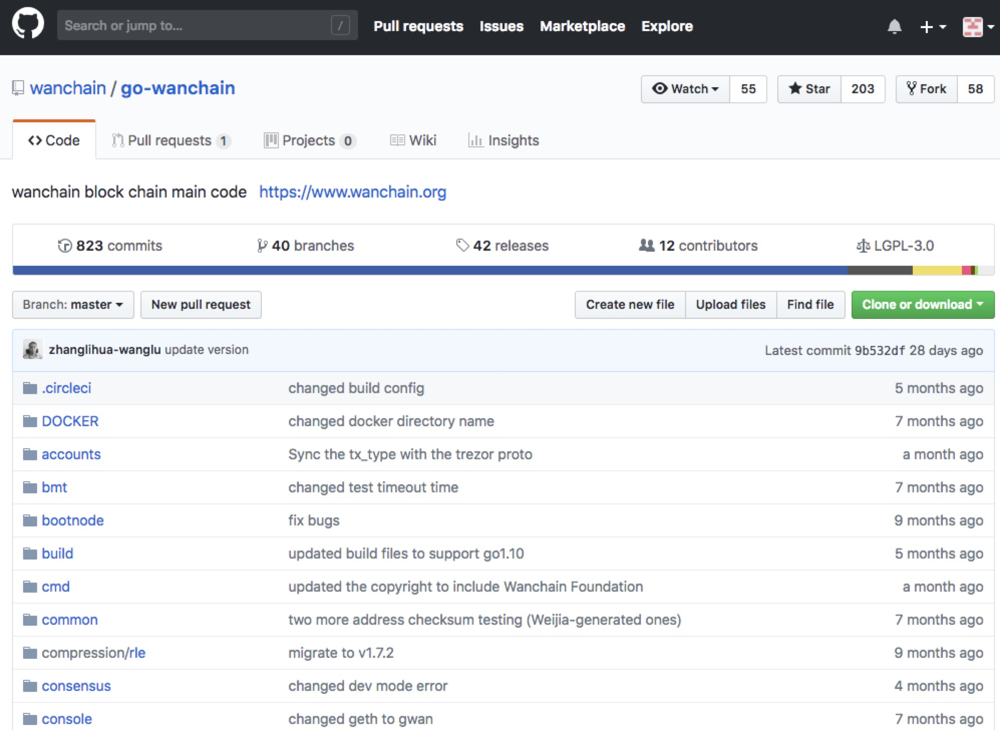 Search or jump to... /
Pull requests Issues Marketplace Explore
wanchain / go-wanchain
Watch 55 Star 203 Fork 58
Code Pull requests 1 Projects 0 Wiki Insights
wanchain block chain main code https://www.wanchain.org
823 commits 40 branches 42 releases 12 contributors LGPL-3.0
Branch: master New pull request Create new file Upload files Find file Clone or download
zhanglihua-wanglu update version Latest commit 9b532df 28 days ago
.circleci changed build config 5 months ago
DOCKER changed docker directory name 7 months ago
accounts Sync the tx_type with the trezor proto a month ago
bmt changed test timeout time 7 months ago
bootnode fix bugs 9 months ago
build updated build files to support go1.10 5 months ago
cmd updated the copyright to include Wanchain Foundation a month ago
common two more address checksum testing (Weijia-generated ones) 7 months ago
compression/rle migrate to v1.7.2 9 months ago
consensus changed dev mode error 4 months ago
console changed geth to gwan 7 months ago